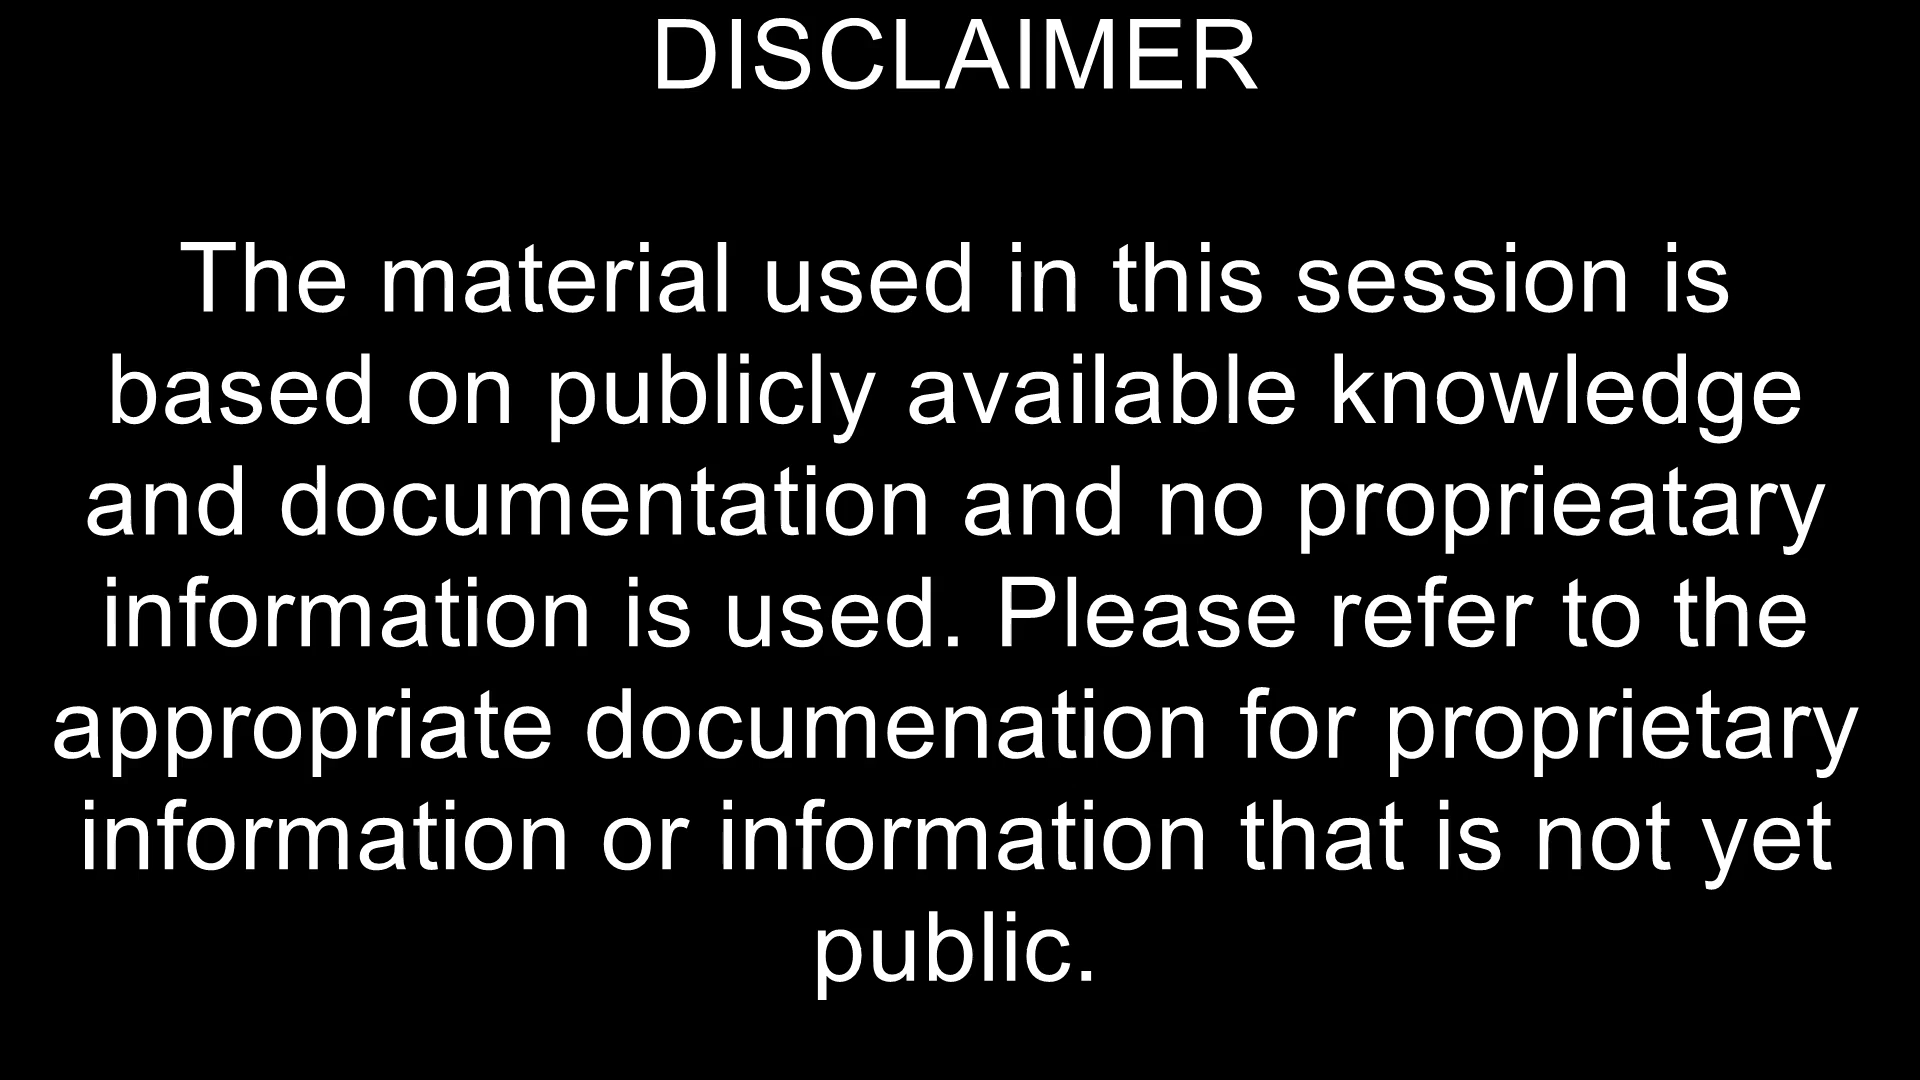 DISCLAIMER
The material used in this session is
based on publicly available knowledge
and documentation and no proprieatary
information is used. Please refer to the
appropriate documenation for proprietary
information or information that is not yet
public.